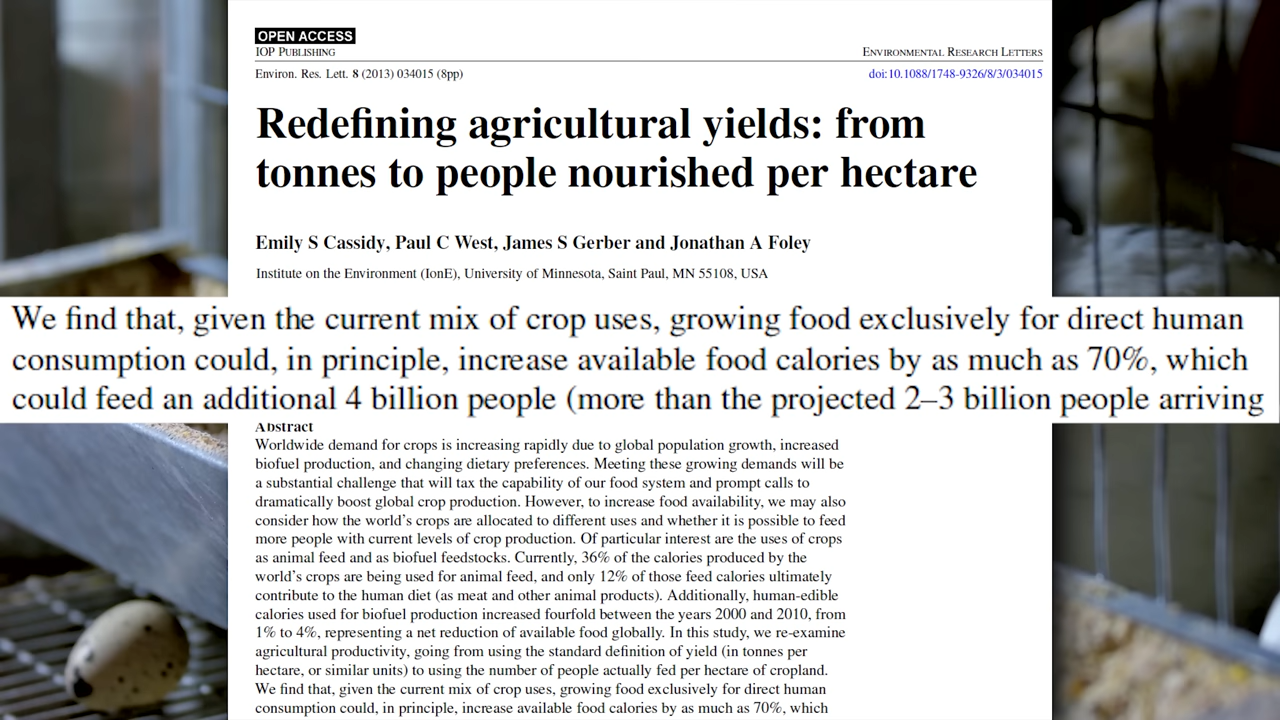 OPEN ACCESS
IOP PUBLISHING
ENVIRONMENTAL RESEARCH LETTERS
Environ. Res. Lett. 8 (2013) 034015 (8pp)
doi:10.1088/1748-9326/8/3/034015
Redefining agricultural yields: from
tonnes to people nourished per hectare
Emily S Cassidy, Paul C West, James S Gerber and Jonathan A Foley
Institute on the Environment (IonE), University of Minnesota, Saint Paul, MN 55108, USA
We find that, given the current mix of crop uses, growing food exclusively for direct human
consumption could, in principle, increase available food calories by as much as 70%, which
could feed an additional 4 billion people (more than the projected 2–3 billion people arriving
Abstract
Worldwide demand for crops is increasing rapidly due to global population growth, increased
biofuel production, and changing dietary preferences. Meeting these growing demands will be
a substantial challenge that will tax the capability of our food system and prompt calls to
dramatically boost global crop production. However, to increase food availability, we may also
consider how the world's crops are allocated to different uses and whether it is possible to feed
more people with current levels of crop production. Of particular interest are the uses of crops
as animal feed and as biofuel feedstocks. Currently, 36% of the calories produced by the
world's crops are being used for animal feed, and only 12% of those feed calories ultimately
contribute to the human diet (as meat and other animal products). Additionally, human-edible
calories used for biofuel production increased fourfold between the years 2000 and 2010, from
1% to 4%, representing a net reduction of available food globally. In this study, we re-examine
agricultural productivity, going from using the standard definition of yield (in tonnes per
hectare, or similar units) to using the number of people actually fed per hectare of cropland.
We find that, given the current mix of crop uses, growing food exclusively for direct human
consumption could, in principle, increase available food calories by as much as 70%, which